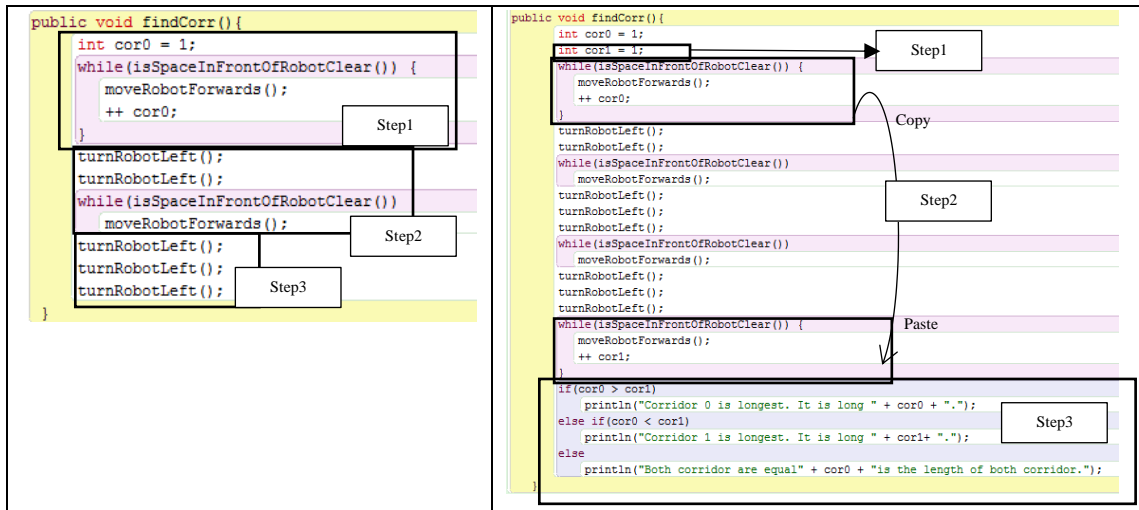 public void findCorr(){
int cor0 = 1;
while(isSpaceInFrontOfRobotClear()) {
moveRobotForwards();
++ cor0;
}
Step1
turnRobotLeft();
turnRobotLeft();
while(isSpaceInFrontOfRobotClear())
moveRobotForwards();
Step2
turnRobotLeft();
turnRobotLeft();
turnRobotLeft();
Step3
}
public void findCorr(){
int cor0 = 1;
int cor1 = 1;
Step1
while(isSpaceInFrontOfRobotClear()) {
moveRobotForwards();
++ cor0;
}
Copy
turnRobotLeft();
turnRobotLeft();
while(isSpaceInFrontOfRobotClear())
moveRobotForwards();
turnRobotLeft();
Step2
turnRobotLeft();
turnRobotLeft();
while(isSpaceInFrontOfRobotClear())
moveRobotForwards();
turnRobotLeft();
turnRobotLeft();
turnRobotLeft();
while(isSpaceInFrontOfRobotClear()) {
Paste
moveRobotForwards();
++ cor1;
}
if(cor0 > cor1)
println("Corridor 0 is longest. It is long " + cor0 + ".");
Step3
else if(cor0 < cor1)
println("Corridor 1 is longest. It is long " + cor1+ ".");
else
println("Both corridor are equal" + cor0 + "is the length of both corridor.");
}